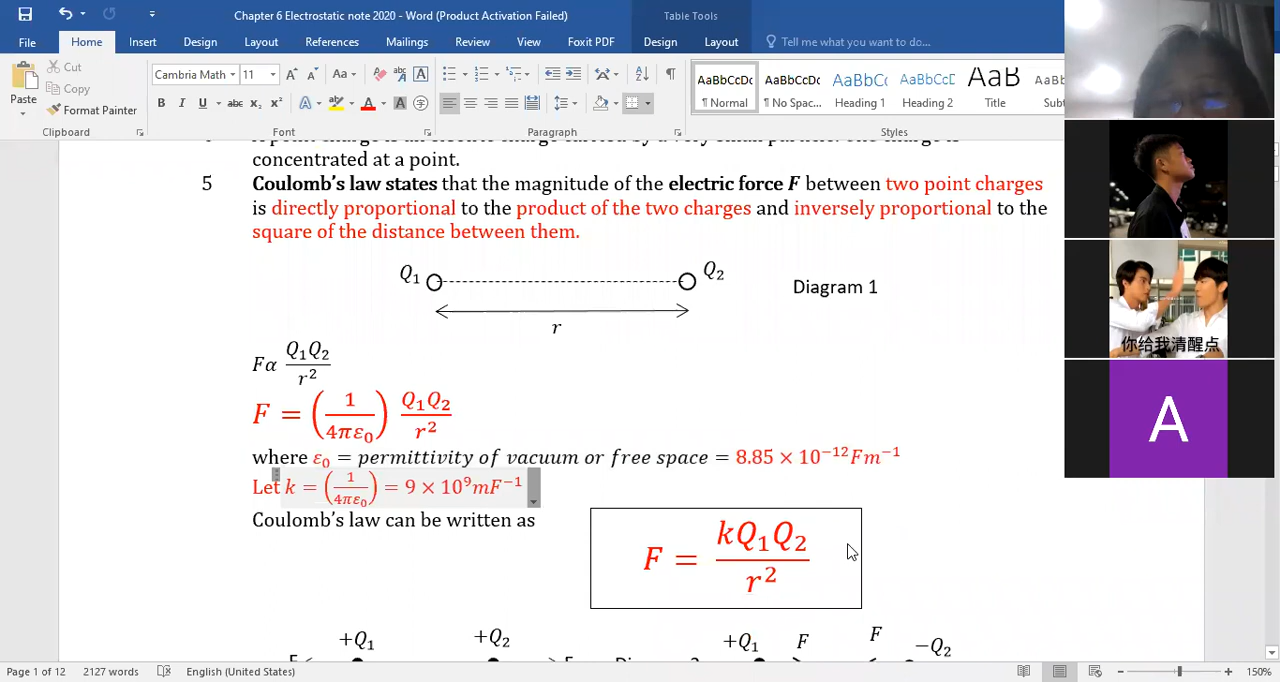 Chapter 6 Electrostatic note 2020 - Word (Product Activation Failed)
Table Tools
File Home Insert Design Layout References Mailings Review View Foxit PDF Design Layout Tell me what you want to do...
Paste
Cut
Copy
Format Painter
Cambria Math 11
AaBbCcDc AaBbCcDc AaBbCc AaBbCcD AaB
¶ Normal ¶ No Spac... Heading 1 Heading 2 Title
Clipboard Font Paragraph Styles
concentrated at a point.
5 Coulomb's law states that the magnitude of the electric force F between two point charges
is directly proportional to the product of the two charges and inversely proportional to the
square of the distance between them.
Q₁ Q₂ Diagram 1
r
Fα Q₁Q₂/r²
F = (1/4πε₀) Q₁Q₂/r²
where ε₀ = permittivity of vacuum or free space = 8.85 × 10⁻¹²Fm⁻¹
Let k = (1/4πε₀) = 9 × 10⁹mF⁻¹
Coulomb's law can be written as
F = kQ₁Q₂/r²
+Q₁ +Q₂ +Q₁ F F −Q₂
你给我清醒点
A
Page 1 of 12 2127 words English (United States) 150%